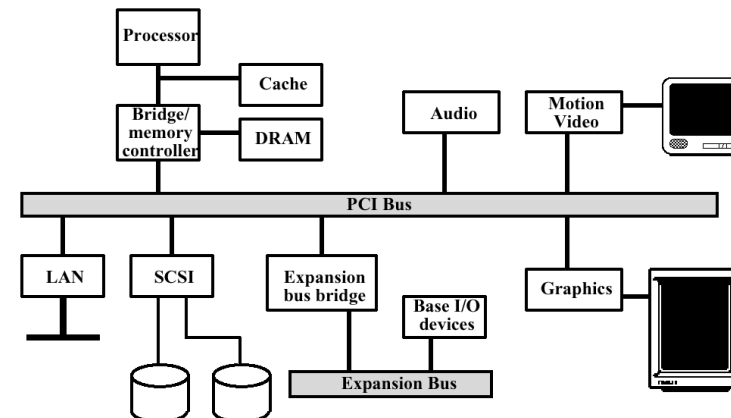 Processor
Cache
Bridge/
memory
controller
DRAM
Audio
Motion
Video
PCI Bus
LAN
SCSI
Expansion
bus bridge
Base I/O
devices
Graphics
Expansion Bus